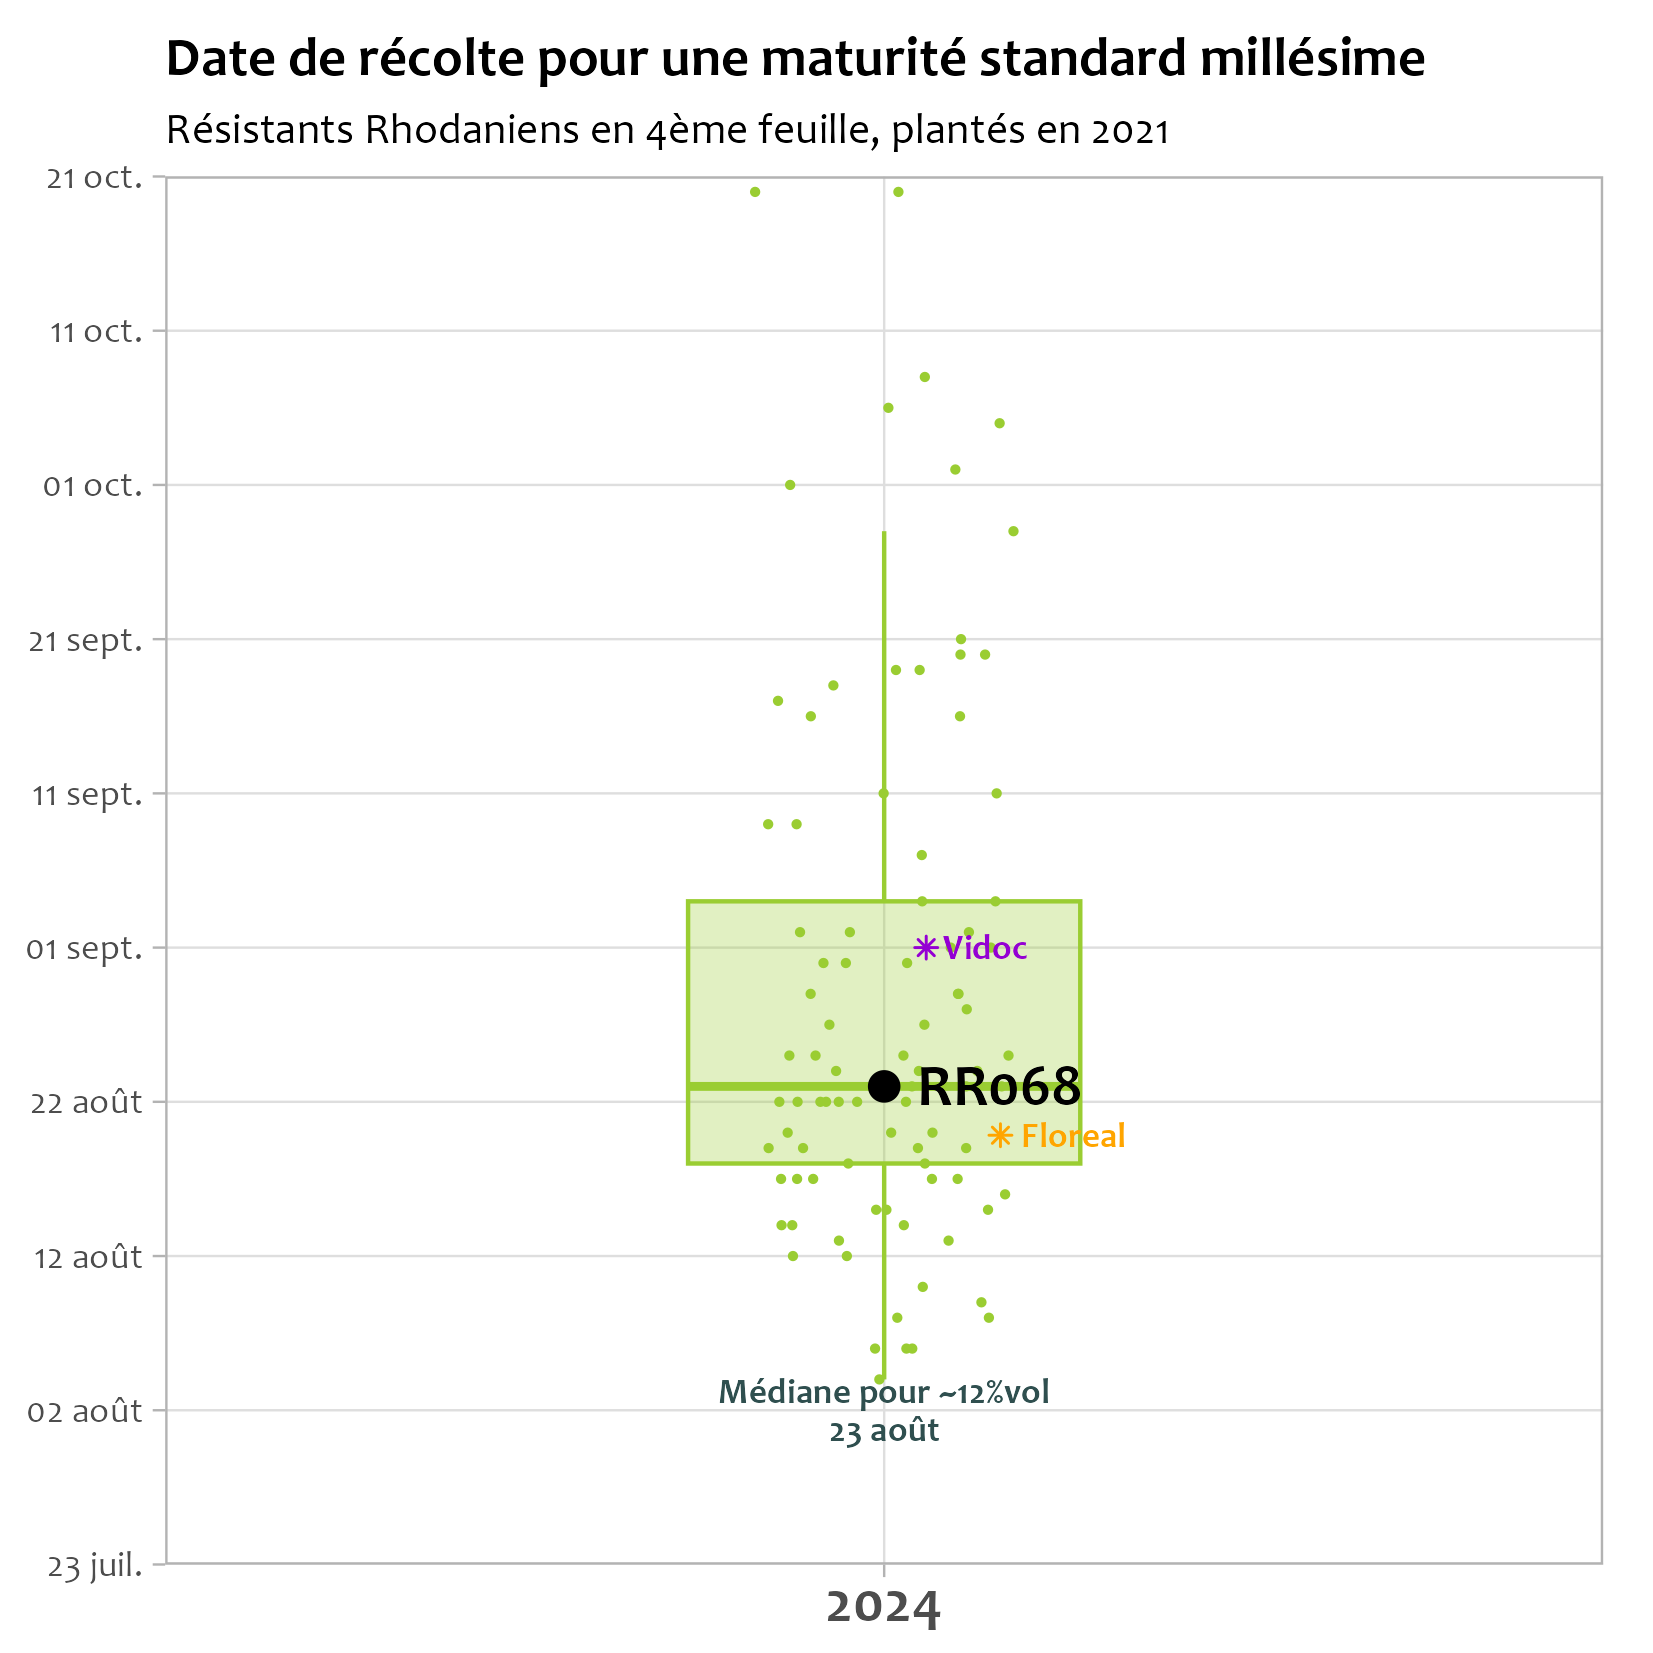 Date de récolte pour une maturité standard millésime
Résistants Rhodaniens en 4ème feuille, plantés en 2021
21 oct.
11 oct.
01 oct.
21 sept.
11 sept.
01 sept.
Vidoc
RR068
22 août
Floreal
12 août
Médiane pour ~12%vol
02 août
23 août
23 juil.
2024